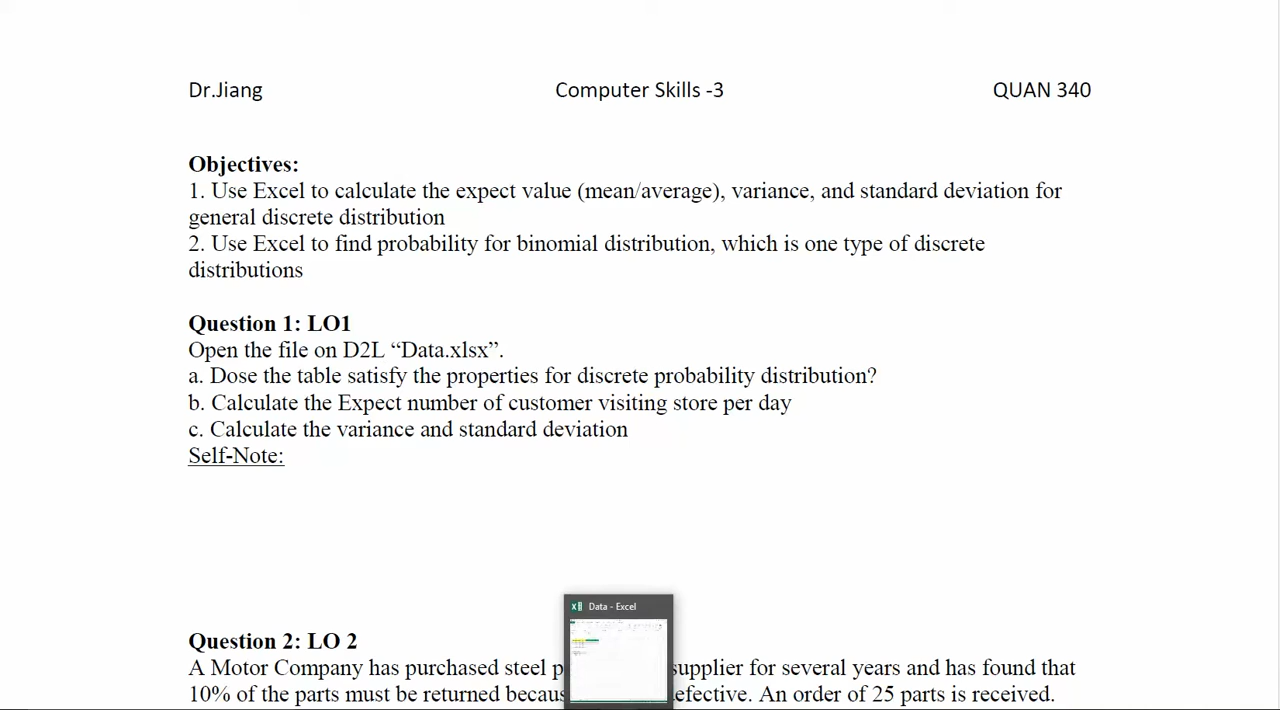 Dr.Jiang Computer Skills -3 QUAN 340
Objectives:
1. Use Excel to calculate the expect value (mean/average), variance, and standard deviation for
general discrete distribution
2. Use Excel to find probability for binomial distribution, which is one type of discrete
distributions
Question 1: LO1
Open the file on D2L “Data.xlsx”.
a. Dose the table satisfy the properties for discrete probability distribution?
b. Calculate the Expect number of customer visiting store per day
c. Calculate the variance and standard deviation
Self-Note:
Data - Excel
Question 2: LO 2
A Motor Company has purchased steel supplier for several years and has found that
10% of the parts must be returned An order of 25 parts is received.